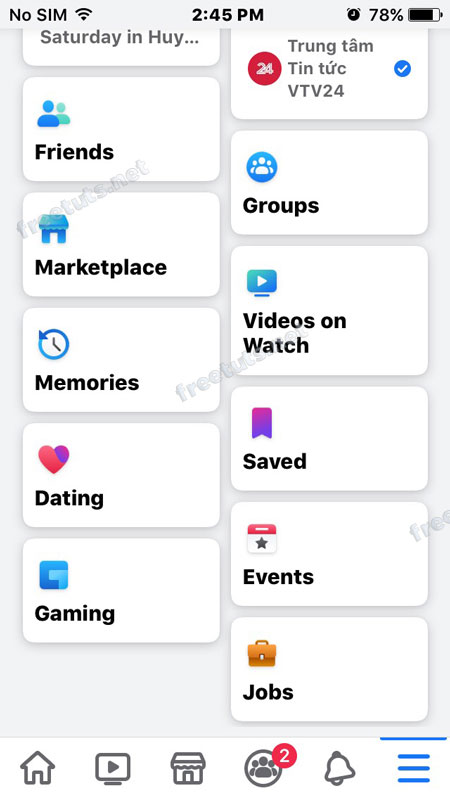 No SIM 2:45 PM 78%
Saturday in Huy...
24
Trung tâm
Tin tức
VTV24
Friends
freetuts.net
Groups
Marketplace
Videos on
Watch
freetuts.net
Memories
Saved
Dating
free
Events
Gaming
Jobs
2